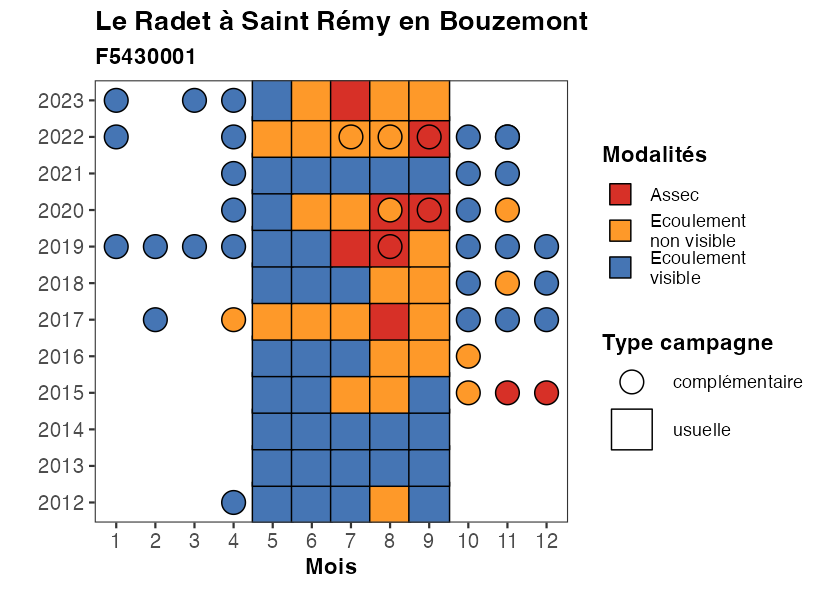 Le Radet à Saint Rémy en Bouzemont
F5430001
2023
2022
2021
2020
2019
2018
2017
2016
2015
2014
2013
2012
1 2 3 4 5 6 7 8 9 10 11 12
Mois
Modalités
Assec
Ecoulement
non visible
Ecoulement
visible
Type campagne
complémentaire
usuelle